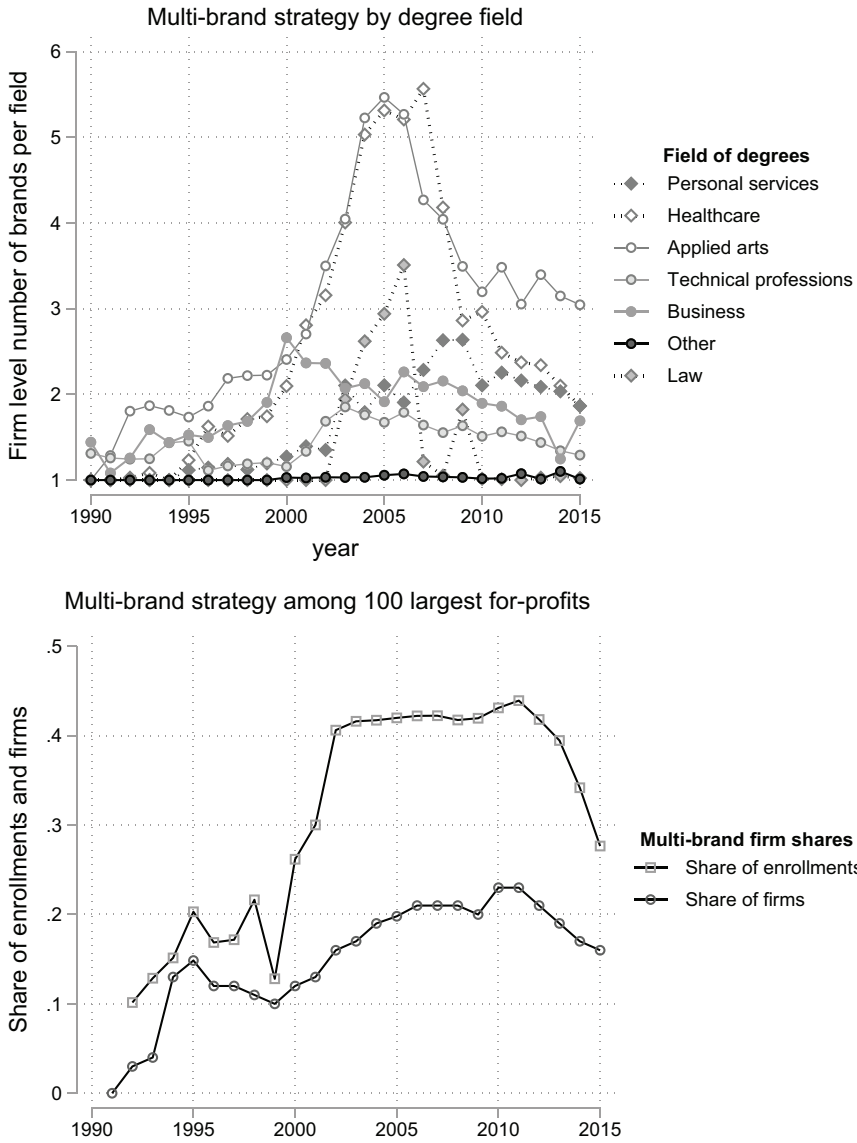 Multi-brand strategy by degree field
Firm level number of brands per field
6
5
4
3
2
1
1990 1995 2000 2005 2010 2015
year
Field of degrees
Personal services
Healthcare
Applied arts
Technical professions
Business
Other
Law
Multi-brand strategy among 100 largest for-profits
Share of enrollments and firms
.5
.4
.3
.2
.1
0
1990 1995 2000 2005 2010 2015
Multi-brand firm shares
Share of enrollments
Share of firms